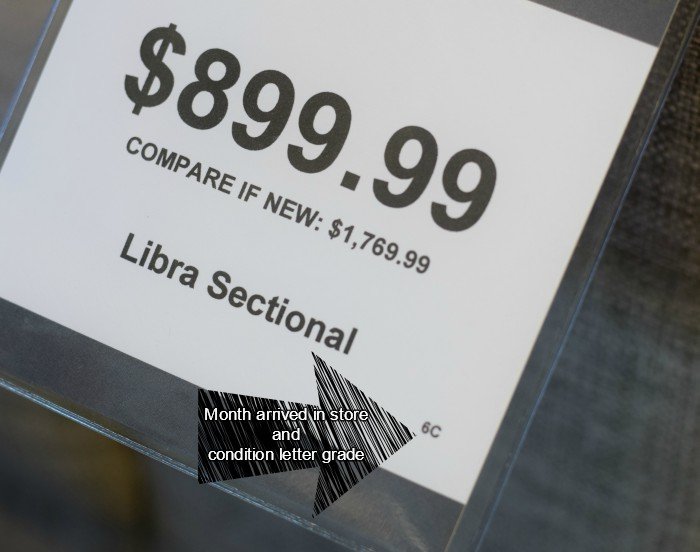 $899.99
COMPARE IF NEW: $1,769.99
Libra Sectional
Month arrived in store
and
condition letter grade
6C